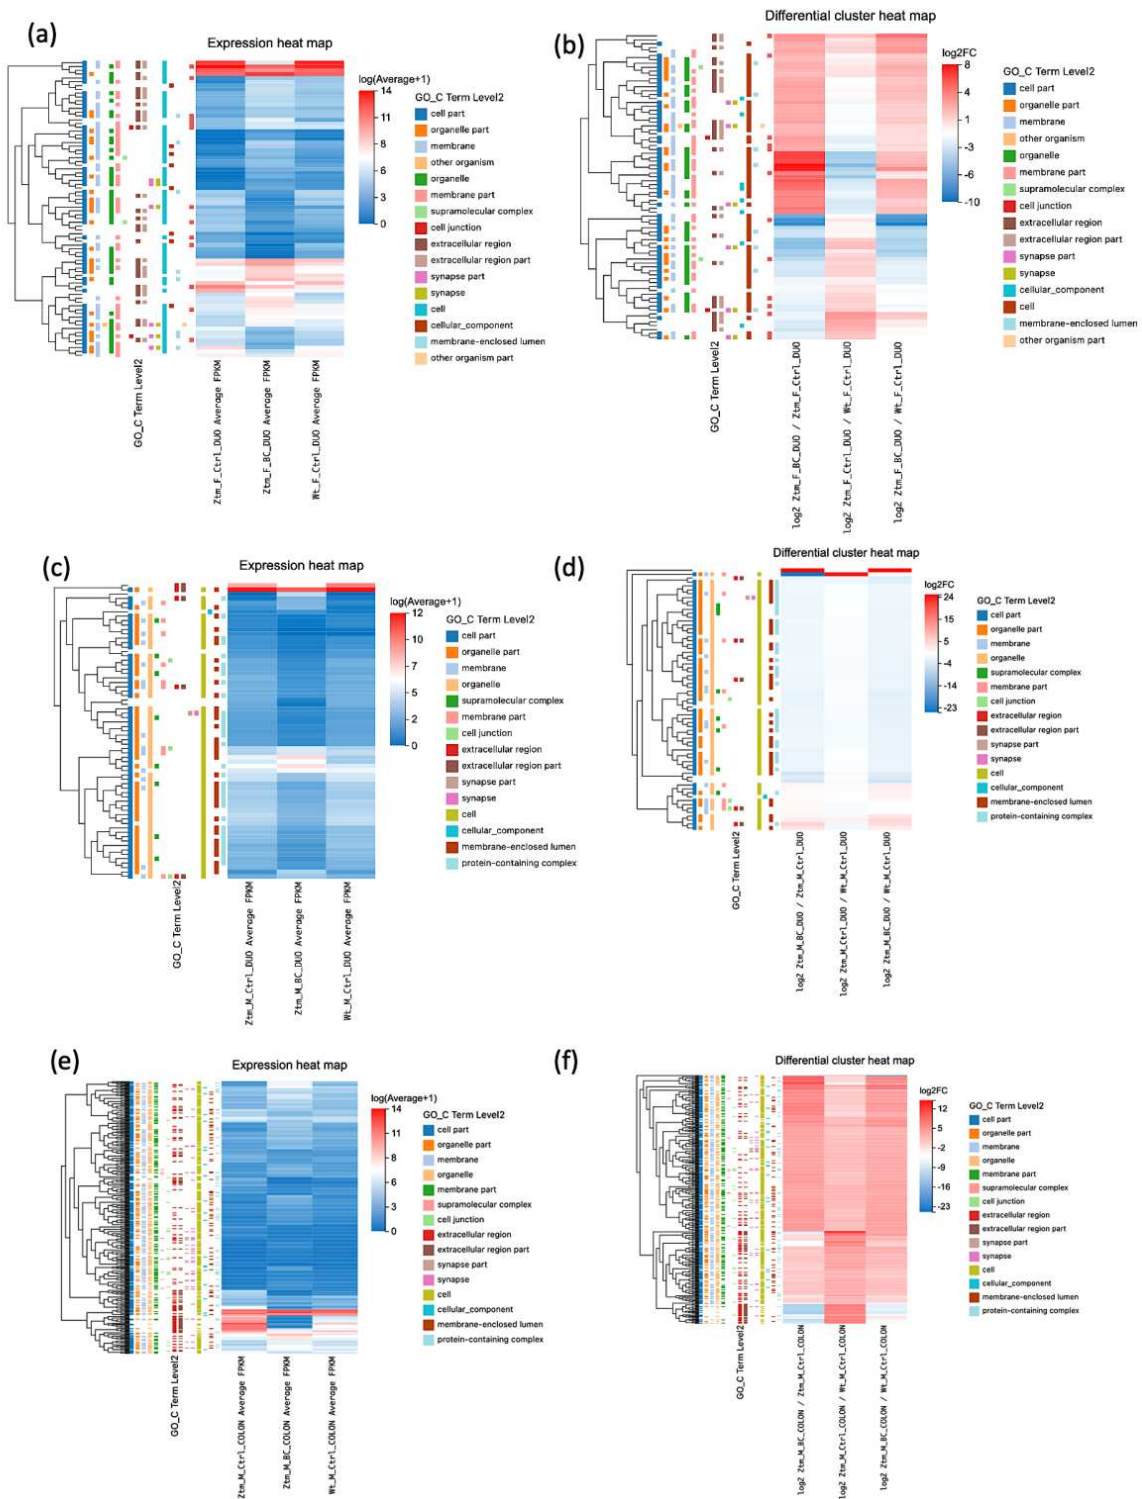 (a)
Expression heat map
log(Average+1)
14
11
8
6
3
0
GO_C Term Level2
cell part
organelle part
membrane
other organism
organelle
membrane part
supramolecular complex
cell junction
extracellular region
extracellular region part
synapse part
synapse
cell
cellular_component
membrane-enclosed lumen
other organism part
GO_C Term Level2
Ztm_F_Ctrl_DUO Average FPKM
Ztm_F_BC_DUO Average FPKM
Wt_F_Ctrl_DUO Average FPKM
(b)
Differential cluster heat map
log2FC
8
4
1
-3
-6
-10
GO_C Term Level2
cell part
organelle part
membrane
other organism
organelle
membrane part
supramolecular complex
cell junction
extracellular region
extracellular region part
synapse part
synapse
cellular_component
cell
membrane-enclosed lumen
other organism part
GO_C Term Level2
log2 Ztm_F_BC_DUO / Ztm_F_Ctrl_DUO
log2 Ztm_F_Ctrl_DUO / Wt_F_Ctrl_DUO
log2 Ztm_F_BC_DUO / Wt_F_Ctrl_DUO
(c)
Expression heat map
log(Average+1)
12
10
7
5
2
0
GO_C Term Level2
cell part
organelle part
membrane
organelle
supramolecular complex
membrane part
cell junction
extracellular region
extracellular region part
synapse part
synapse
cell
cellular_component
membrane-enclosed lumen
protein-containing complex
GO_C Term Level2
Ztm_M_Ctrl_DUO Average FPKM
Ztm_M_BC_DUO Average FPKM
Wt_M_Ctrl_DUO Average FPKM
(d)
Differential cluster heat map
log2FC
24
15
5
-4
-14
-23
GO_C Term Level2
cell part
organelle part
membrane
organelle
supramolecular complex
membrane part
cell junction
extracellular region
extracellular region part
synapse part
synapse
cell
cellular_component
membrane-enclosed lumen
protein-containing complex
GO_C Term Level2
log2 Ztm_M_BC_DUO / Ztm_M_Ctrl_DUO
log2 Ztm_M_Ctrl_DUO / Wt_M_Ctrl_DUO
log2 Ztm_M_BC_DUO / Wt_M_Ctrl_DUO
(e)
Expression heat map
log(Average+1)
14
11
8
6
3
0
GO_C Term Level2
cell part
organelle part
membrane
organelle
membrane part
supramolecular complex
cell junction
extracellular region
extracellular region part
synapse part
synapse
cell
cellular_component
membrane-enclosed lumen
protein-containing complex
GO_C Term Level2
Ztm_M_Ctrl_COLON Average FPKM
Ztm_M_BC_COLON Average FPKM
Wt_M_Ctrl_COLON Average FPKM
(f)
Differential cluster heat map
log2FC
12
5
-2
-9
-16
-23
GO_C Term Level2
cell part
organelle part
membrane
organelle
membrane part
supramolecular complex
cell junction
extracellular region
extracellular region part
synapse part
synapse
cell
cellular_component
membrane-enclosed lumen
protein-containing complex
GO_C Term Level2
log2 Ztm_M_BC_COLON / Ztm_M_Ctrl_COLON
log2 Ztm_M_Ctrl_COLON / Wt_M_Ctrl_COLON
log2 Ztm_M_BC_COLON / Wt_M_Ctrl_COLON